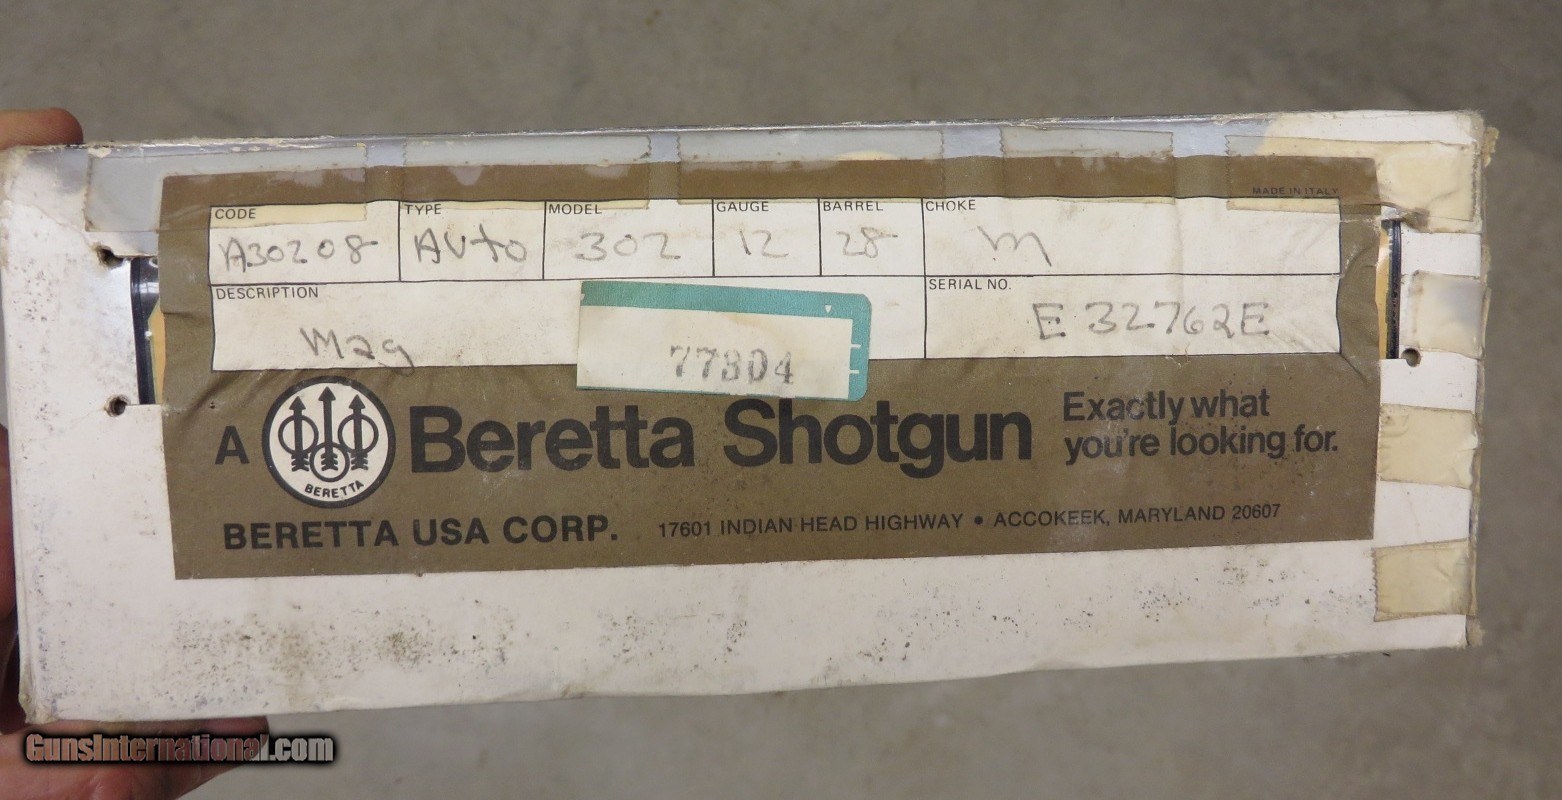 MADE IN ITALY
CODE TYPE MODEL GAUGE BARREL CHOKE
A30208 Auto 302 12 28 M
DESCRIPTION SERIAL NO.
Mag E32762E
77804
A BERETTA Beretta Shotgun Exactly what
you're looking for.
BERETTA USA CORP. 17601 INDIAN HEAD HIGHWAY • ACCOKEEK, MARYLAND 20607
GunsInternational.com